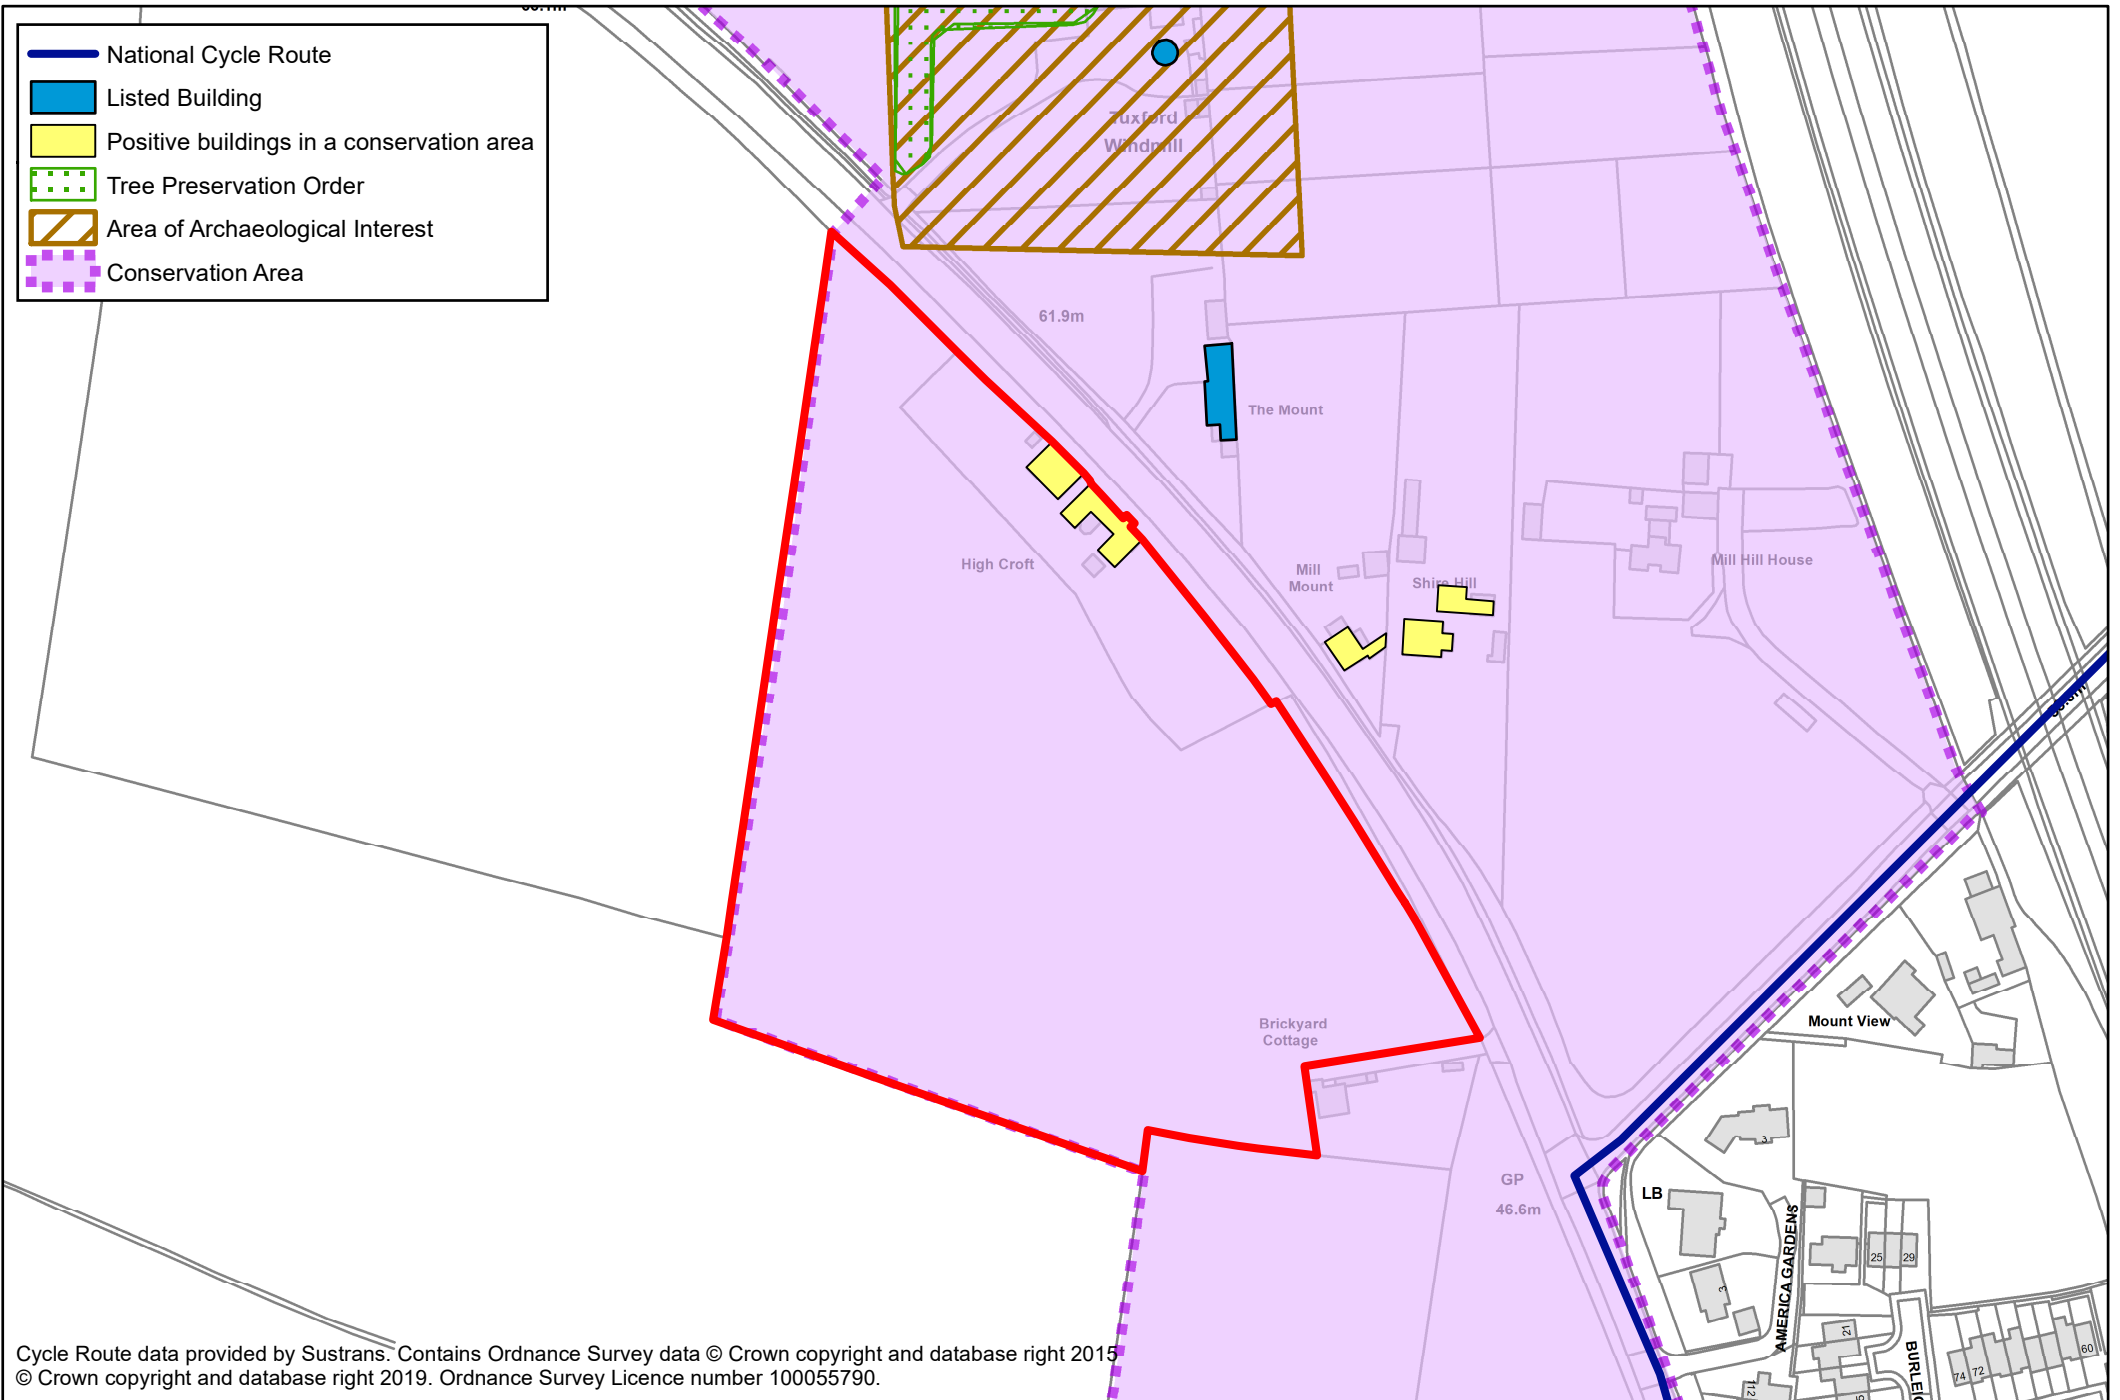 National Cycle Route
Listed Building
Positive buildings in a conservation area
Tree Preservation Order
Area of Archaeological Interest
Conservation Area
Tuxford
Windmill
61.9m
The Mount
High Croft
Mill
Mount
Shire Hill
Mill Hill House
Brickyard
Cottage
Mount View
GP
46.6m
LB
3
3
AMERICA GARDENS
25
29
21
BURLEIG
60
74
72
112
Cycle Route data provided by Sustrans. Contains Ordnance Survey data © Crown copyright and database right 2015
© Crown copyright and database right 2019. Ordnance Survey Licence number 100055790.